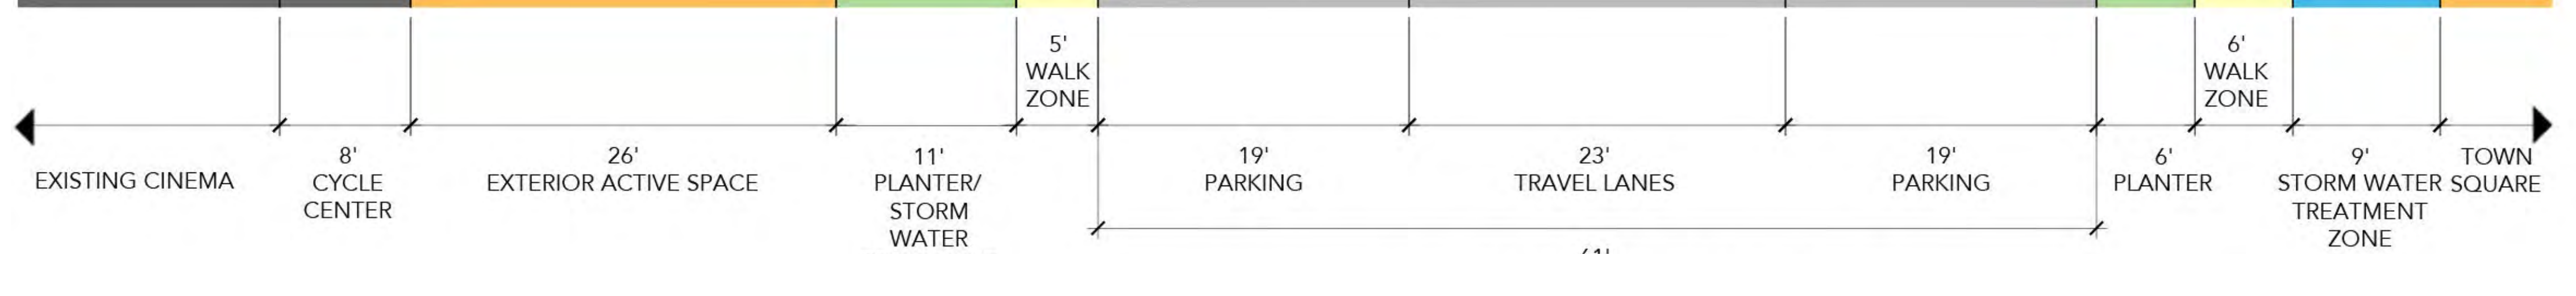 5'
WALK
ZONE
6'
WALK
ZONE
EXISTING CINEMA
8'
CYCLE
CENTER
26'
EXTERIOR ACTIVE SPACE
11'
PLANTER/
STORM
WATER
19'
PARKING
23'
TRAVEL LANES
19'
PARKING
6'
PLANTER
9'
STORM WATER
TREATMENT
ZONE
TOWN
SQUARE